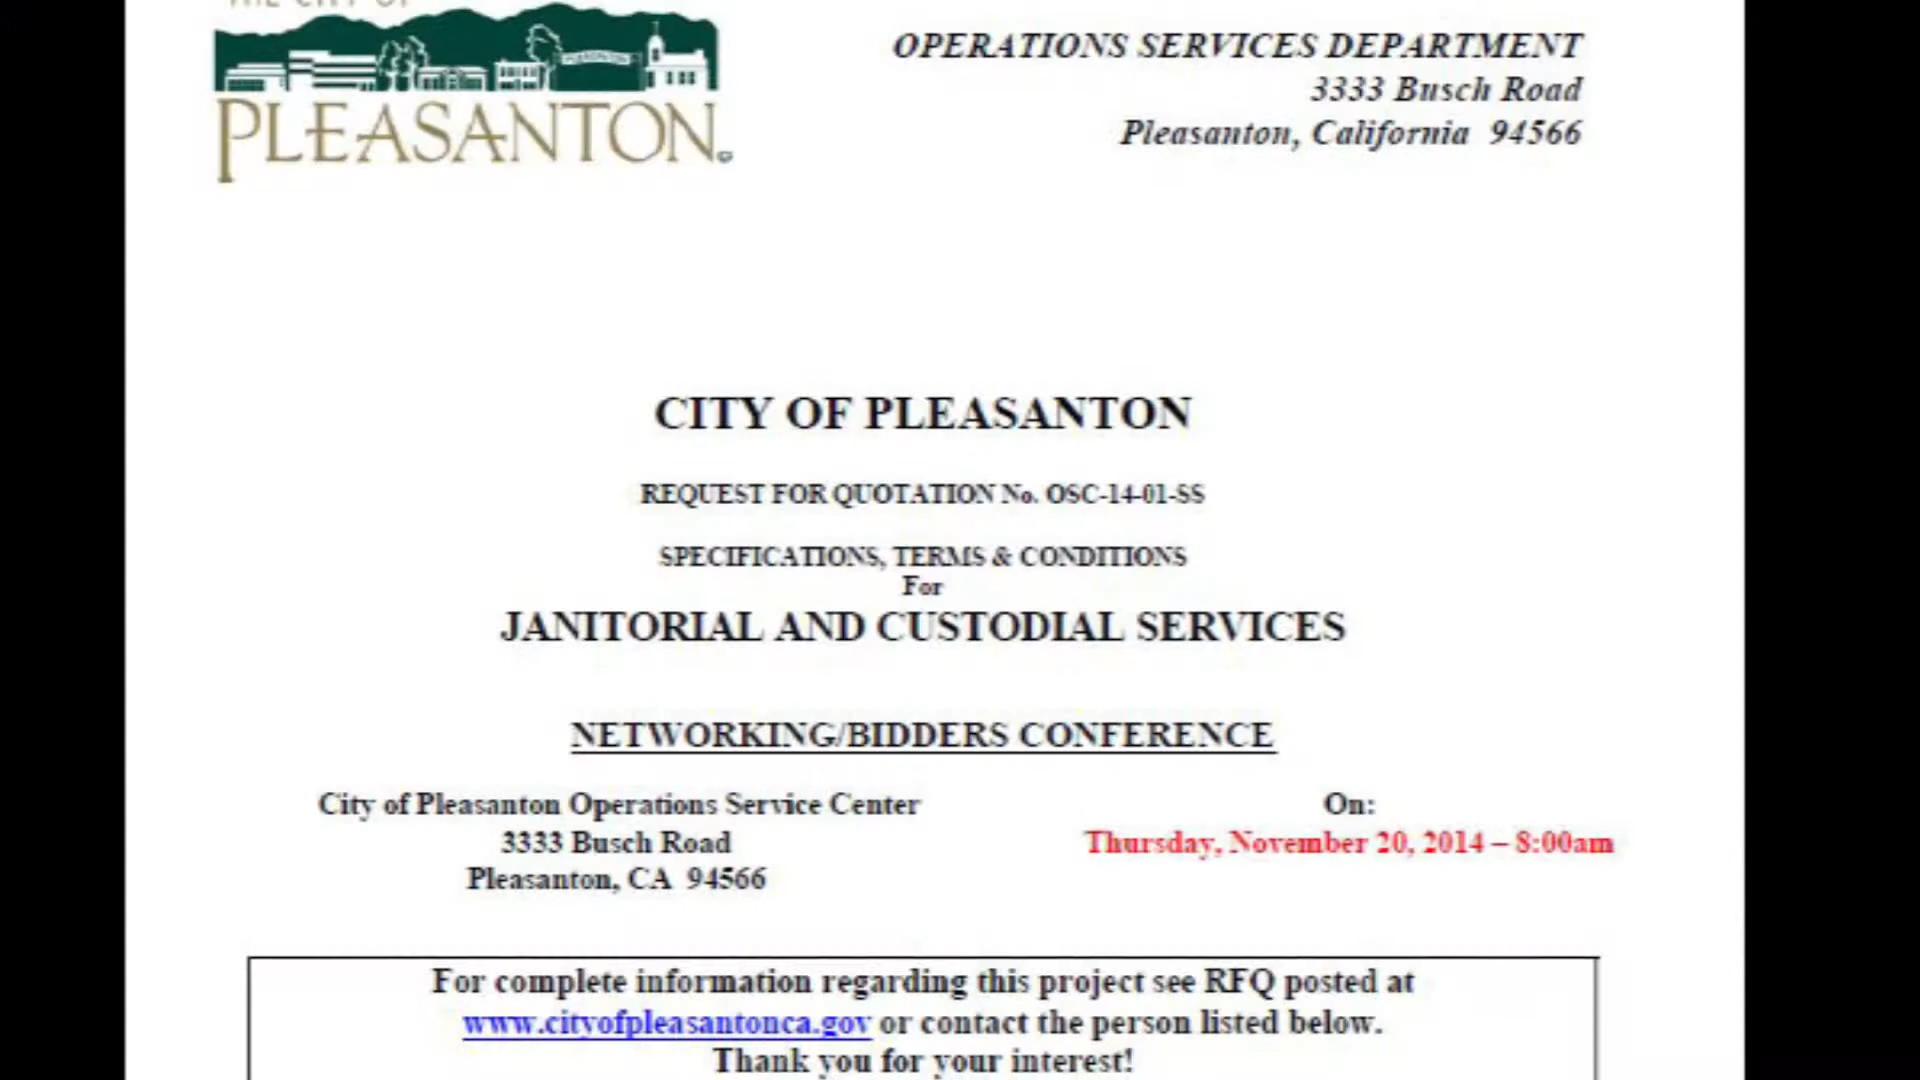 THE CITY OF
PLEASANTON
OPERATIONS SERVICES DEPARTMENT
3333 Busch Road
Pleasanton, California 94566
CITY OF PLEASANTON
REQUEST FOR QUOTATION No. OSC-14-01-SS
SPECIFICATIONS, TERMS & CONDITIONS
For
JANITORIAL AND CUSTODIAL SERVICES
NETWORKING/BIDDERS CONFERENCE
City of Pleasanton Operations Service Center
3333 Busch Road
Pleasanton, CA 94566
On:
Thursday, November 20, 2014 – 8:00am
For complete information regarding this project see RFQ posted at
www.cityofpleasantonca.gov or contact the person listed below.
Thank you for your interest!